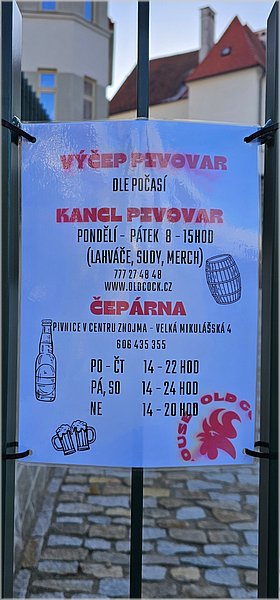 VÝČEP PIVOVAR
DLE POČASÍ
KANCL PIVOVAR
PONDĚLÍ - PÁTEK 8 - 15HOD
(LAHVÁČE, SUDY, MERCH)
777 27 48 48
WWW.OLDCOCK.CZ
ČEPÁRNA
PIVNICE V CENTRU ZNOJMA - VELKÁ MIKULÁŠSKÁ 4
606 435 355
PO - ČT 14 - 22 HOD
PÁ, SO 14 - 24 HOD
NE 14 - 20 HOD
OUSE OLD C